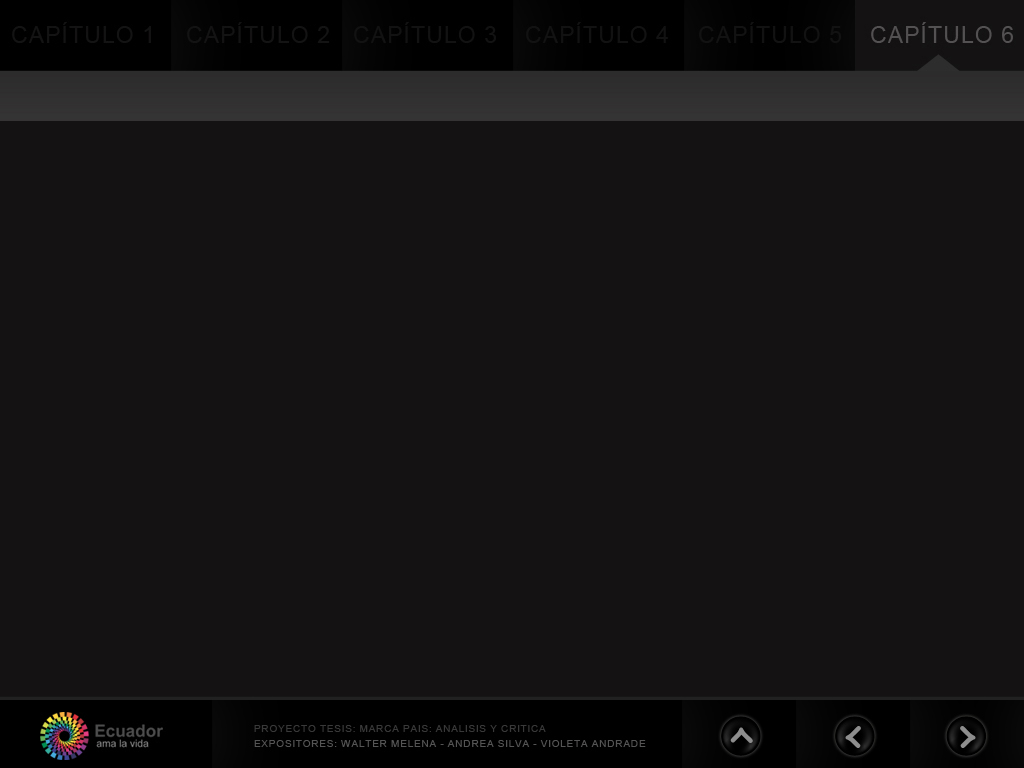 CAPÍTULO 1
CAPÍTULO 2
CAPÍTULO 3
CAPÍTULO 4
CAPÍTULO 5
CAPÍTULO 6
Ecuador
ama la vida
PROYECTO TESIS: MARCA PAIS: ANALISIS Y CRITICA
EXPOSITORES: WALTER MELENA - ANDREA SILVA - VIOLETA ANDRADE